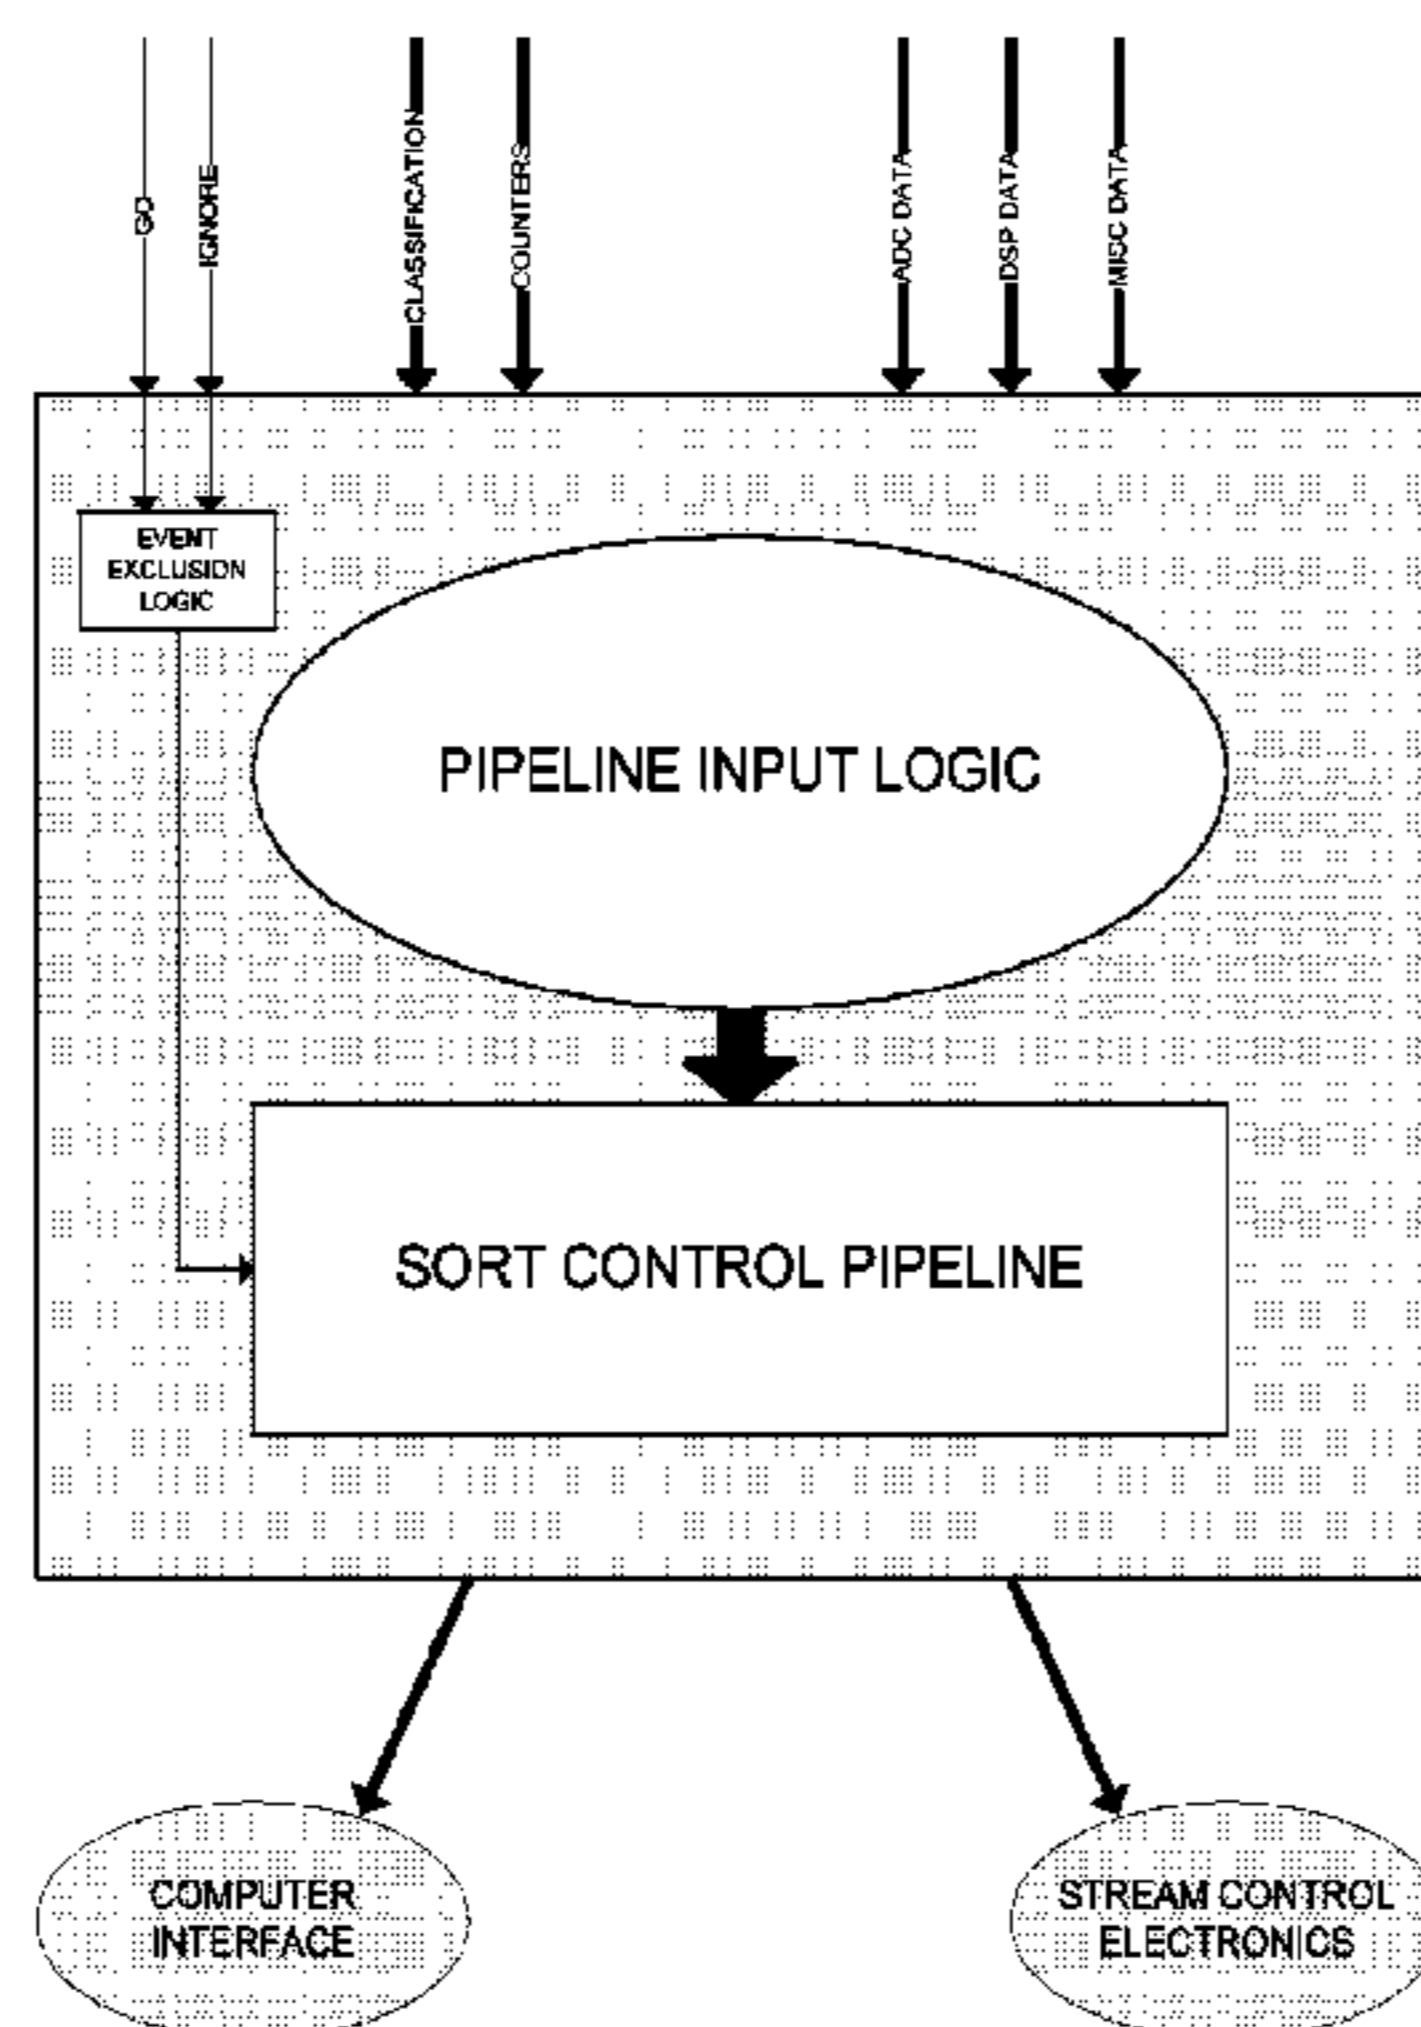 GO
IGNORE
CLASSIFICATION
COUNTERS
ADC DATA
DSP DATA
MISC DATA
EVENT
EXCLUSION
LOGIC
PIPELINE INPUT LOGIC
SORT CONTROL PIPELINE
COMPUTER
INTERFACE
STREAM CONTROL
ELECTRONICS